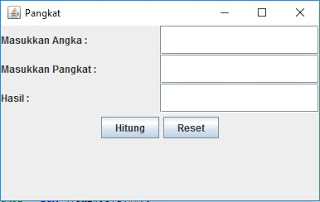 Pangkat
Masukkan Angka :
Masukkan Pangkat :
Hasil :
Hitung Reset